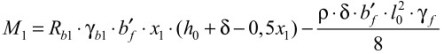 M₁ = R_b1 · γ_b1 · b′_f · x₁ · (h₀ + δ − 0,5x₁) − (ρ · δ · b′_f · l₀² · γ_f) / 8